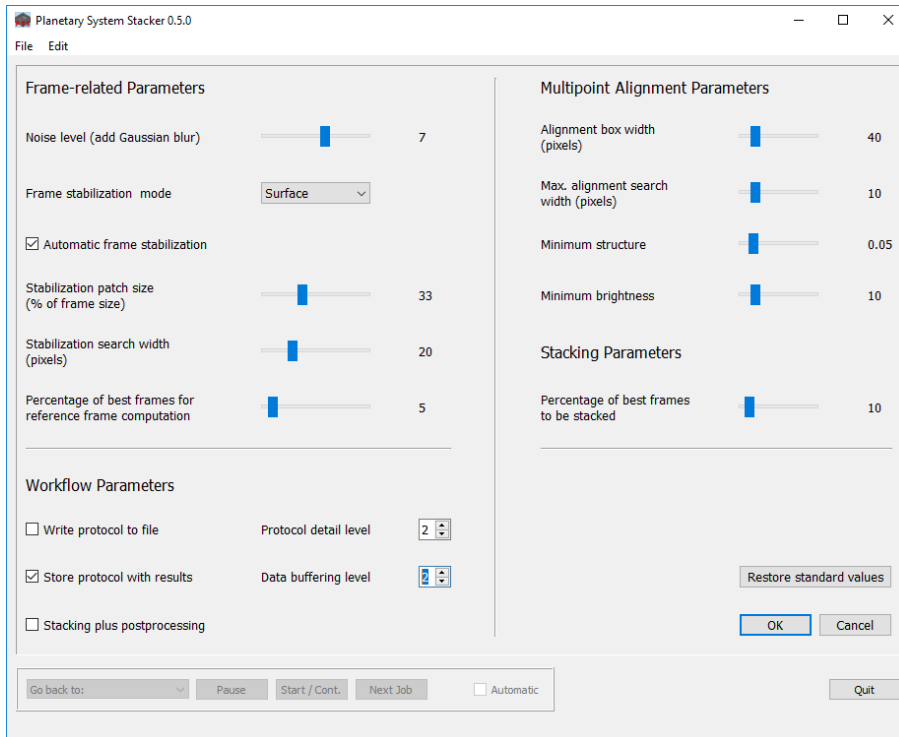 Planetary System Stacker 0.5.0
File Edit
Frame-related Parameters
Noise level (add Gaussian blur) 7
Frame stabilization mode Surface
Automatic frame stabilization
Stabilization patch size
(% of frame size) 33
Stabilization search width
(pixels) 20
Percentage of best frames for
reference frame computation 5
Workflow Parameters
Write protocol to file Protocol detail level 2
Store protocol with results Data buffering level 2
Stacking plus postprocessing
Multipoint Alignment Parameters
Alignment box width
(pixels) 40
Max. alignment search
width (pixels) 10
Minimum structure 0.05
Minimum brightness 10
Stacking Parameters
Percentage of best frames
to be stacked 10
Restore standard values
OK Cancel
Go back to: Pause Start / Cont. Next Job Automatic Quit